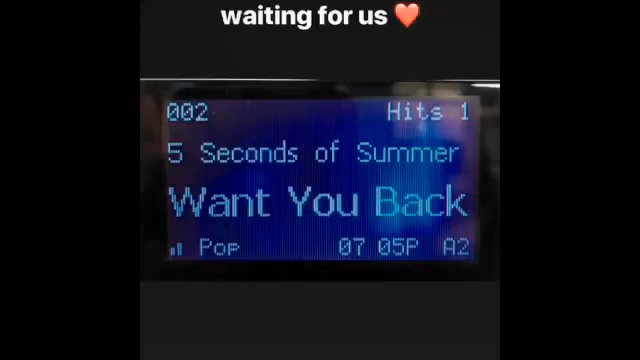 waiting for us ❤️
002 Hits 1
5 Seconds of Summer
Want You Back
Pop 07 05P A2